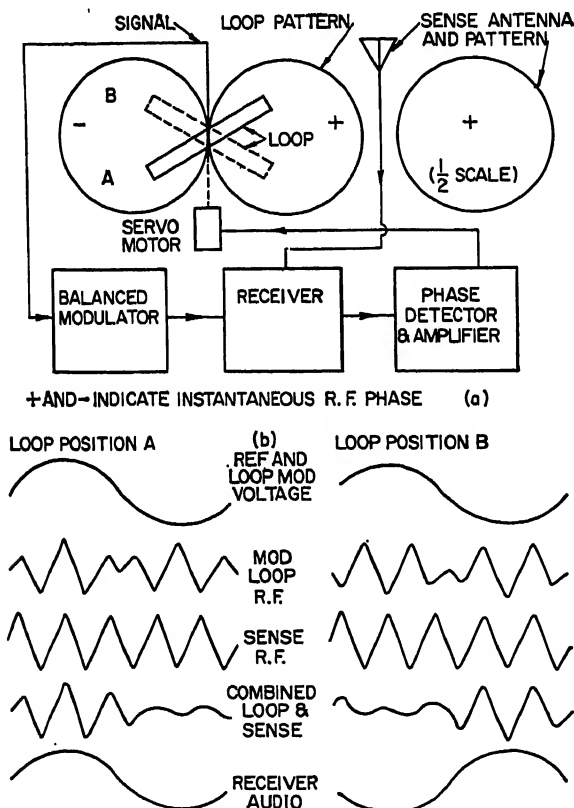 SIGNAL
LOOP PATTERN
SENSE ANTENNA
AND PATTERN
B
-
A
LOOP
+
+
(1/2 SCALE)
SERVO
MOTOR
BALANCED
MODULATOR
RECEIVER
PHASE
DETECTOR
& AMPLIFIER
+AND-INDICATE INSTANTANEOUS R.F. PHASE (a)
LOOP POSITION A
(b)
LOOP POSITION B
REF AND
LOOP MOD
VOLTAGE
MOD
LOOP
R.F.
SENSE
R.F.
COMBINED
LOOP &
SENSE
RECEIVER
AUDIO